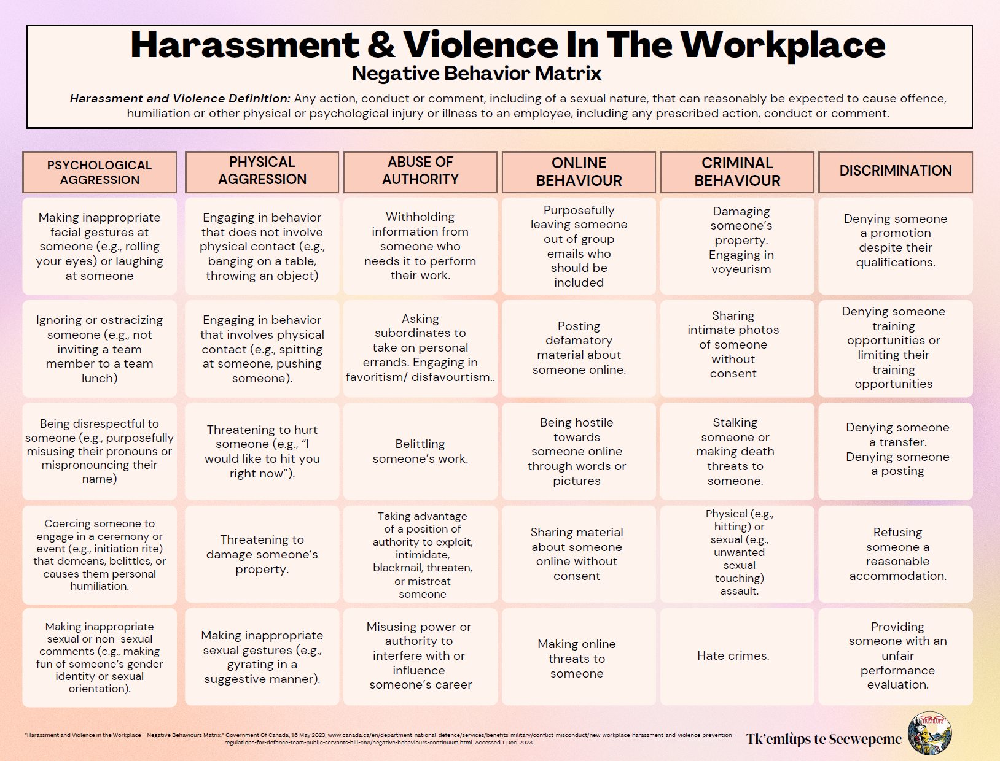 Harassment & Violence In The Workplace
Negative Behavior Matrix
Harassment and Violence Definition: Any action, conduct or comment, including of a sexual nature, that can reasonably be expected to cause offence,
humiliation or other physical or psychological injury or illness to an employee, including any prescribed action, conduct or comment.
PSYCHOLOGICAL
AGGRESSION
Making inappropriate
facial gestures at
someone (e.g., rolling
your eyes) or laughing
at someone
Ignoring or ostracizing
someone (e.g., not
inviting a team
member to a team
lunch)
Being disrespectful to
someone (e.g., purposefully
misusing their pronouns or
mispronouncing their
name)
Coercing someone to
engage in a ceremony or
event (e.g., initiation rite)
that demeans, belittles, or
causes them personal
humiliation.
Making inappropriate
sexual or non-sexual
comments (e.g., making
fun of someone's gender
identity or sexual
orientation).
PHYSICAL
AGGRESSION
Engaging in behavior
that does not involve
physical contact (e.g.,
banging on a table,
throwing an object)
Engaging in behavior
that involves physical
contact (e.g., spitting
at someone, pushing
someone).
Threatening to hurt
someone (e.g., “I
would like to hit you
right now”).
Threatening to
damage someone’s
property.
Making inappropriate
sexual gestures (e.g.,
gyrating in a
suggestive manner).
ABUSE OF
AUTHORITY
Withholding
information from
someone who
needs it to perform
their work.
Asking
subordinates to
take on personal
errands. Engaging in
favoritism/ disfavourtism..
Belittling
someone’s work.
Taking advantage
of a position of
authority to exploit,
intimidate,
blackmail, threaten,
or mistreat
someone
Misusing power or
authority to
interfere with or
influence
someone’s career
ONLINE
BEHAVIOUR
Purposefully
leaving someone
out of group
emails who
should be
included
Posting
defamatory
material about
someone online.
Being hostile
towards
someone online
through words or
pictures
Sharing material
about someone
online without
consent
Making online
threats to
someone
CRIMINAL
BEHAVIOUR
Damaging
someone’s
property.
Engaging in
voyeurism
Sharing
intimate photos
of someone
without
consent
Stalking
someone or
making death
threats to
someone.
Physical (e.g.,
hitting) or
sexual (e.g.,
unwanted
sexual
touching)
assault.
Hate crimes.
DISCRIMINATION
Denying someone
a promotion
despite their
qualifications.
Denying someone
training
opportunities or
limiting their
training
opportunities
Denying someone
a transfer.
Denying someone
a posting
Refusing
someone a
reasonable
accommodation.
Providing
someone with an
unfair
performance
evaluation.
"Harassment and Violence in the Workplace – Negative Behaviours Matrix." Government Of Canada, 16 May 2023, www.canada.ca/en/department-national-defence/services/benefits-military/conflict-misconduct/new-workplace-harassment-and-violence-prevention-
regulations-for-defence-team-public-servants-bill-c65/negative-behaviours-continuum.html. Accessed 1 Dec. 2023.
Tk’emlùps te Secwepemc
TK'EMLÚPS